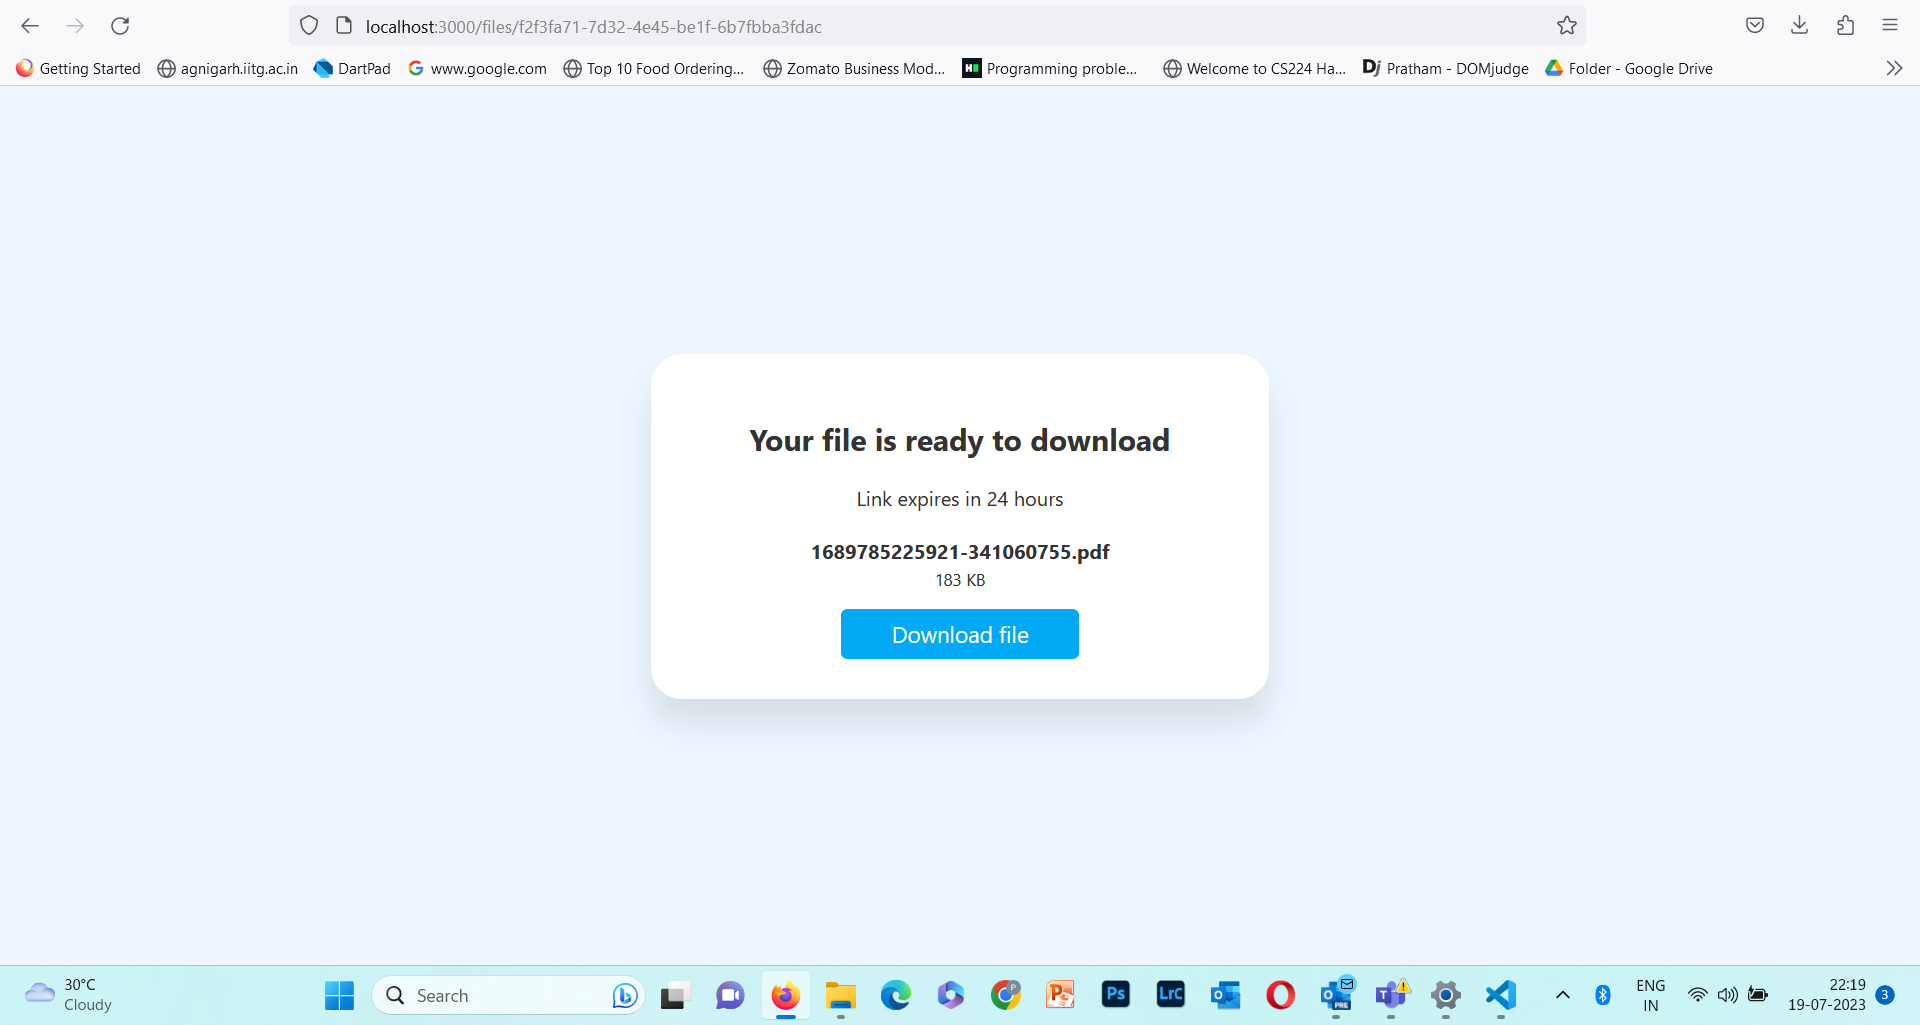 localhost:3000/files/f2f3fa71-7d32-4e45-be1f-6b7fbba3fdac
Getting Started agnigarh.iitg.ac.in DartPad www.google.com Top 10 Food Ordering... Zomato Business Mod... Programming proble... Welcome to CS224 Ha... Pratham - DOMjudge Folder - Google Drive
Your file is ready to download
Link expires in 24 hours
1689785225921-341060755.pdf
183 KB
Download file
30°C
Cloudy
Search
ENG
IN
22:19
19-07-2023
3